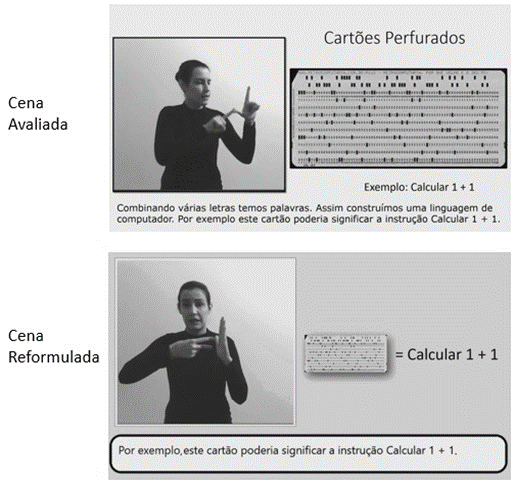 Cena
Avaliada
Cartões Perfurados
Exemplo: Calcular 1 + 1
Combinando várias letras temos palavras. Assim construímos uma linguagem de
computador. Por exemplo este cartão poderia significar a instrução Calcular 1 + 1.
Cena
Reformulada
= Calcular 1 + 1
Por exemplo,este cartão poderia significar a instrução Calcular 1 + 1.